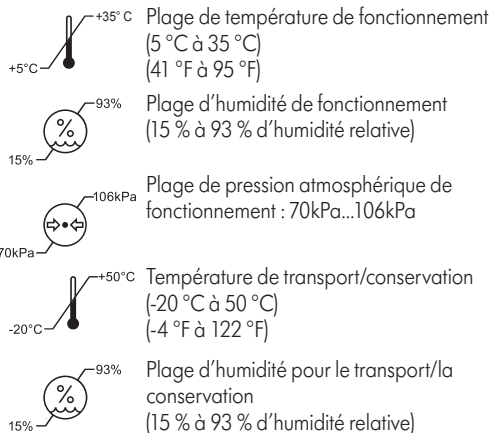 +35° C
Plage de température de fonctionnement
(5 °C à 35 °C)
+5°C
(41 °F à 95 °F)
93%
Plage d’humidité de fonctionnement
%
(15 % à 93 % d’humidité relative)
15%
Plage de pression atmosphérique de
106kPa
fonctionnement : 70kPa...106kPa
70kPa
+50°C
Température de transport/conservation
(-20 °C à 50 °C)
-20°C
(-4 °F à 122 °F)
93%
Plage d’humidité pour le transport/la
%
conservation
15%
(15 % à 93 % d’humidité relative)